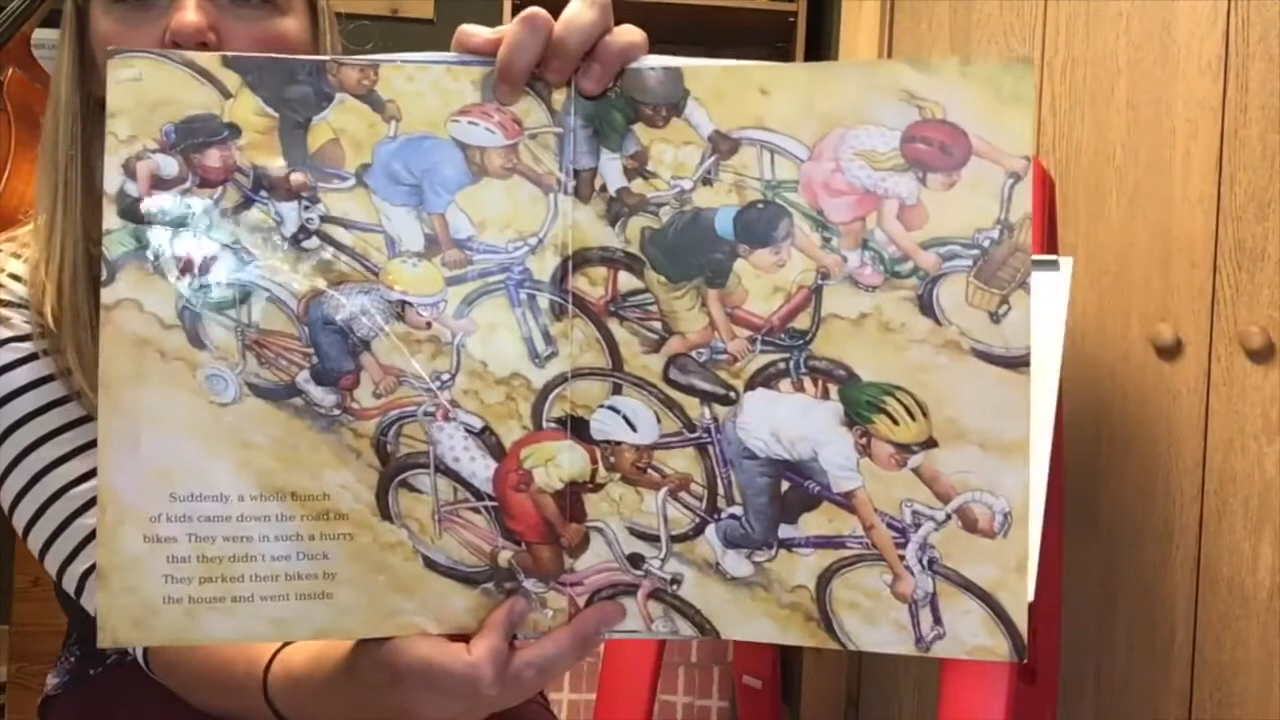 Suddenly, a whole bunch
of kids came down the road on
bikes. They were in such a hurry
that they didn't see Duck.
They parked their bikes by
the house and went inside.